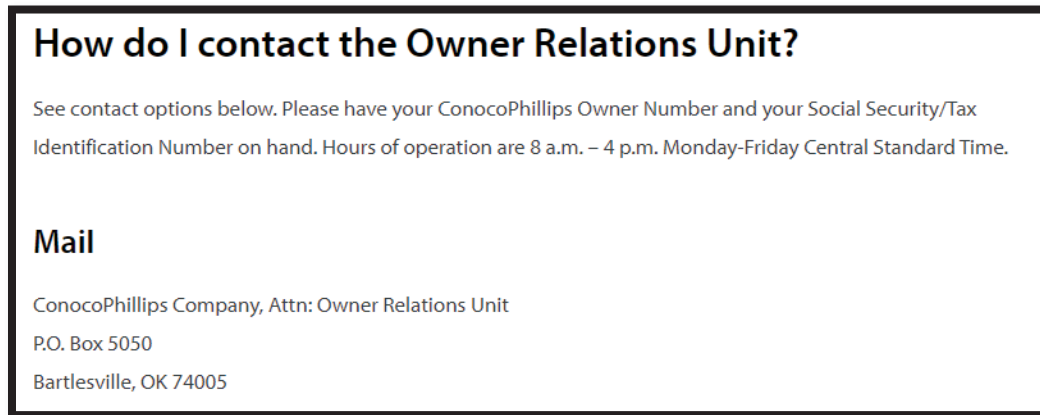 How do I contact the Owner Relations Unit?
See contact options below. Please have your ConocoPhillips Owner Number and your Social Security/Tax
Identification Number on hand. Hours of operation are 8 a.m. – 4 p.m. Monday-Friday Central Standard Time.
Mail
ConocoPhillips Company, Attn: Owner Relations Unit
P.O. Box 5050
Bartlesville, OK 74005